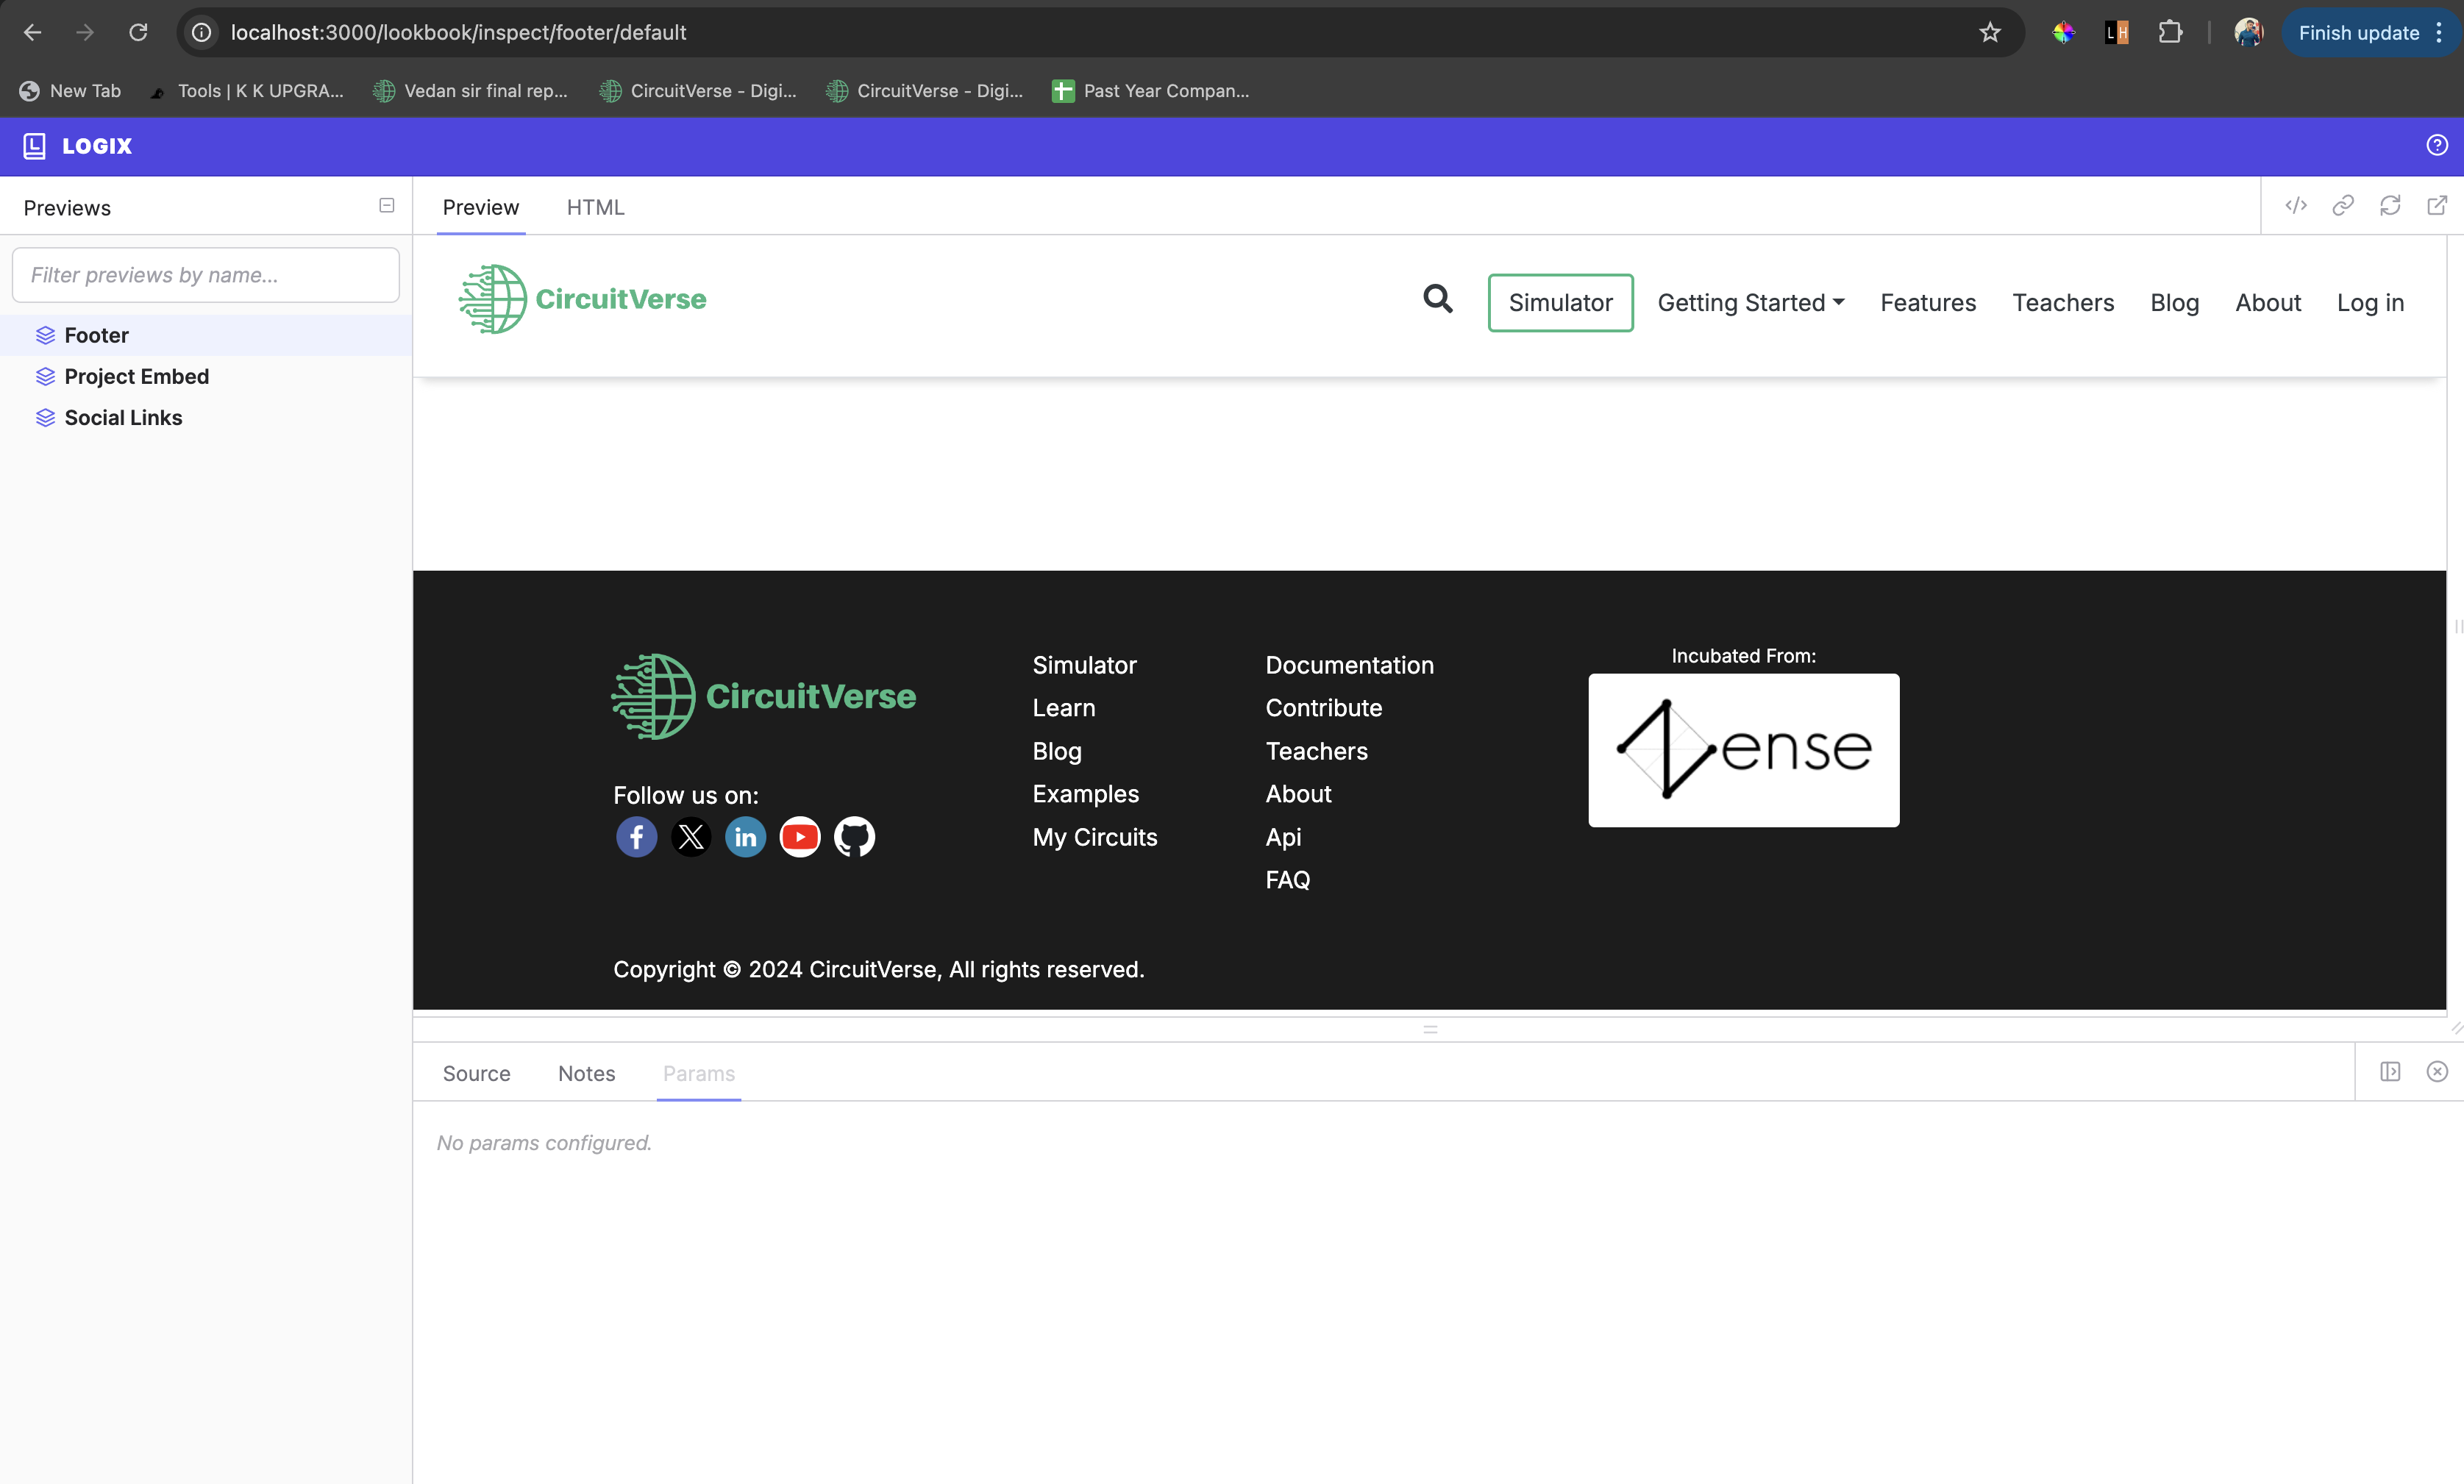 localhost:3000/lookbook/inspect/footer/default
Finish update
New Tab
Tools | K K UPGRA...
Vedan sir final rep...
CircuitVerse - Digi...
CircuitVerse - Digi...
Past Year Compan...
L LOGIX
Previews
Filter previews by name...
Footer
Project Embed
Social Links
Preview
HTML
CircuitVerse
Simulator
Getting Started
Features
Teachers
Blog
About
Log in
CircuitVerse
Follow us on:
f X in
Simulator
Learn
Blog
Examples
My Circuits
Documentation
Contribute
Teachers
About
Api
FAQ
Incubated From:
Zense
Copyright © 2024 CircuitVerse, All rights reserved.
Source
Notes
Params
No params configured.